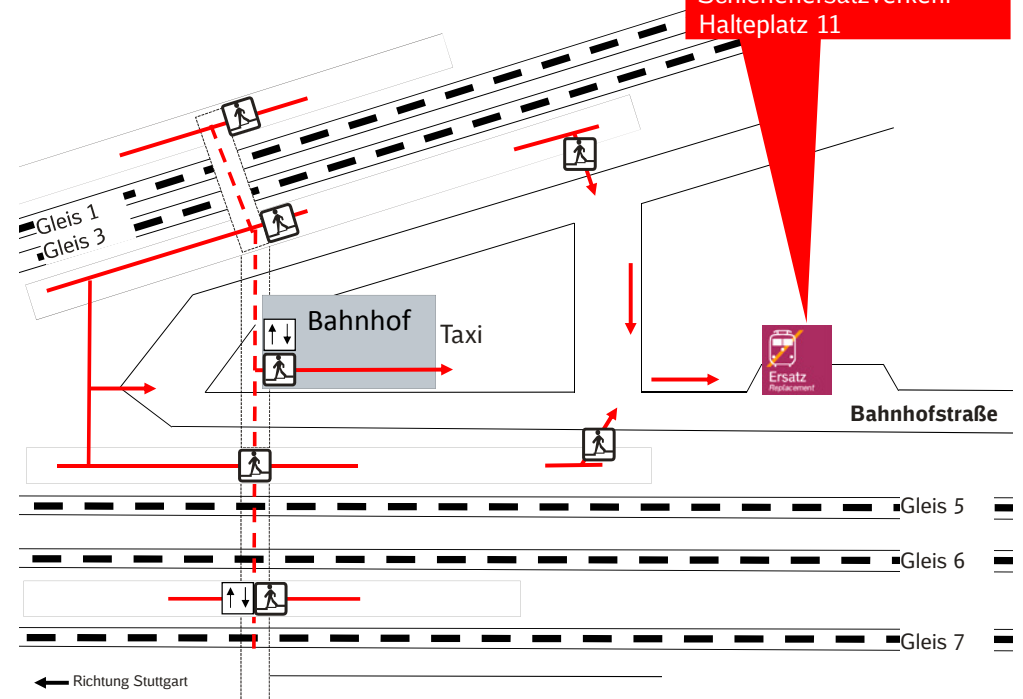 Schienenersatzverkehr
Halteplatz 11
Gleis 1
Gleis 3
Bahnhof
Taxi
Ersatz
Replacement
Bahnhofstraße
Gleis 5
Gleis 6
Gleis 7
Richtung Stuttgart